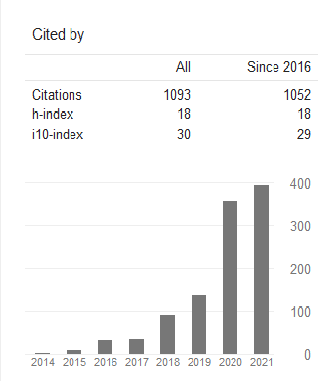 Cited by
All Since 2016
Citations 1093 1052
h-index 18 18
i10-index 30 29
400
300
200
100
0
2014 2015 2016 2017 2018 2019 2020 2021